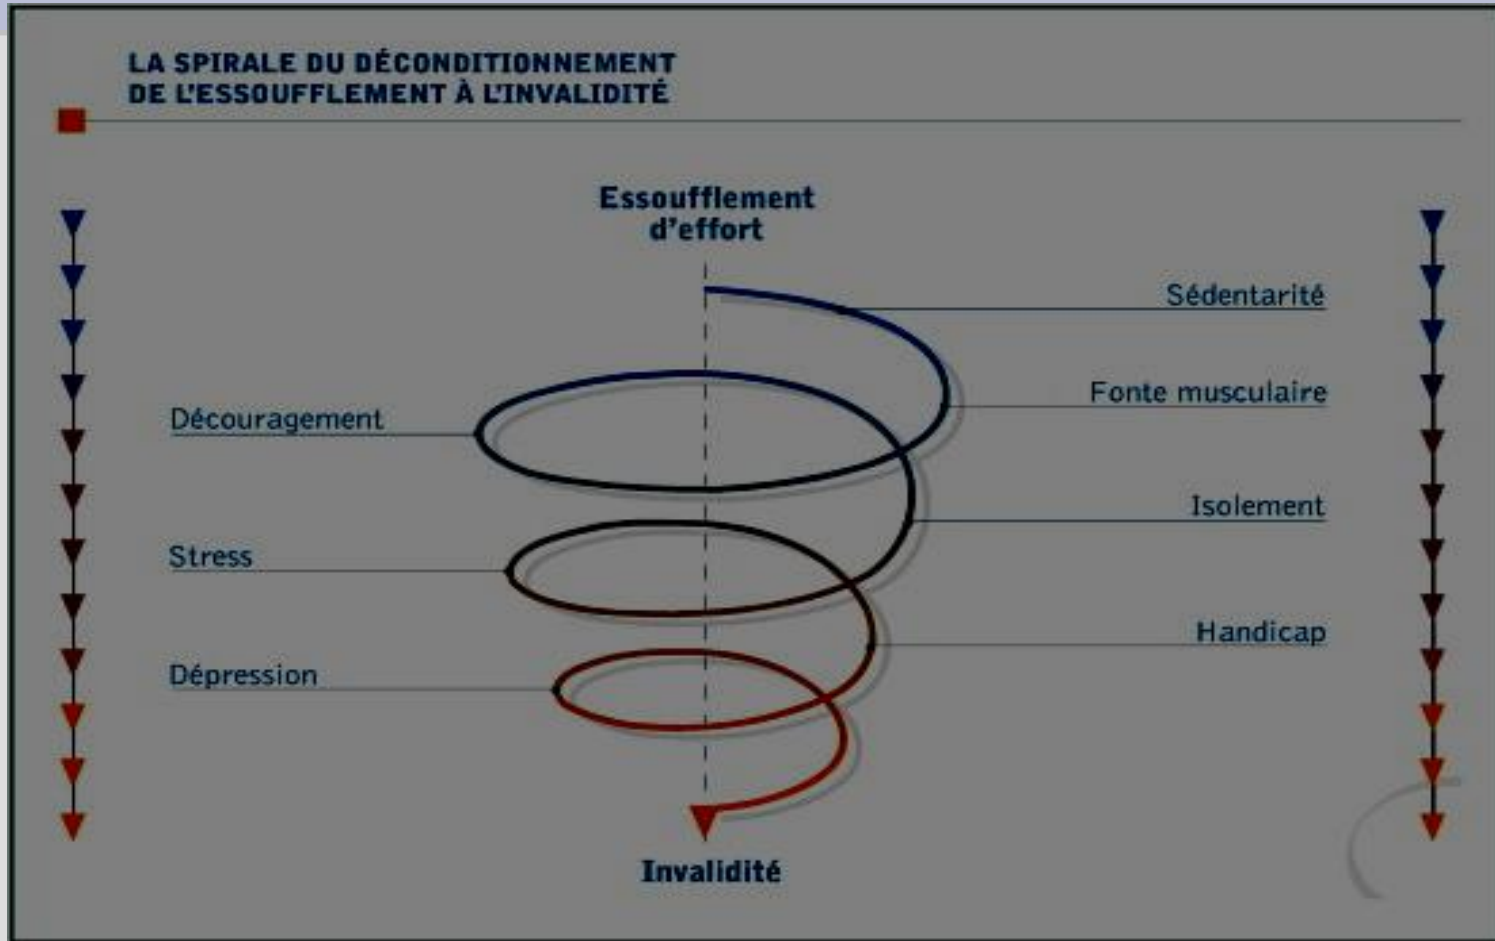 LA SPIRALE DU DÉCONDITIONNEMENT
DE L'ESSOUFFLEMENT À L'INVALIDITÉ
Essoufflement
d'effort
Sédentarité
Fonte musculaire
Découragement
Isolement
Stress
Handicap
Dépression
Invalidité